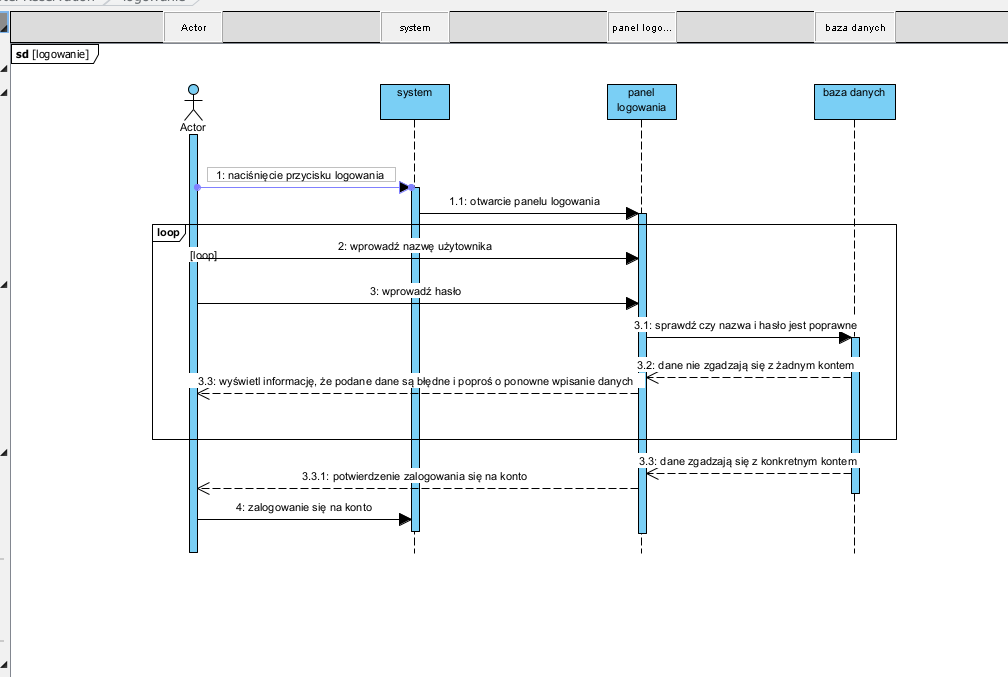 logowanie
Actor
system
panel logo...
baza danych
sd [logowanie]
system
panel
logowania
baza danych
Actor
1: naciśnięcie przycisku logowania
1.1: otwarcie panelu logowania
loop
2: wprowadź nazwę użytownika
[loop]
3: wprowadź hasło
3.1: sprawdź czy nazwa i hasło jest poprawne
3.2: dane nie zgadzają się z żadnym kontem
3.3: wyświetl informację, że podane dane są błędne i poproś o ponowne wpisanie danych
3.3: dane zgadzają się z konkretnym kontem
3.3.1: potwierdzenie zalogowania się na konto
4: zalogowanie się na konto